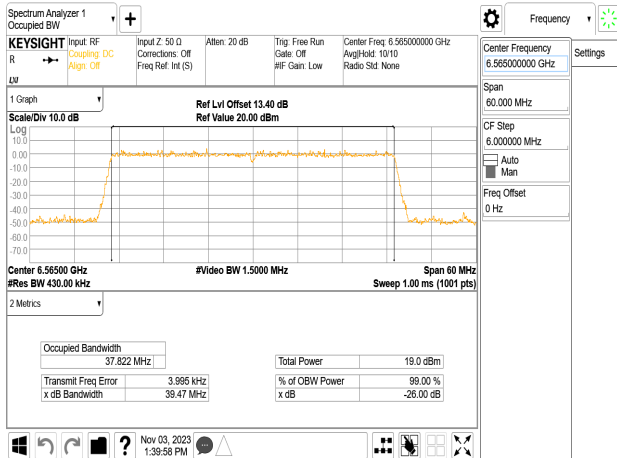 Spectrum Analyzer 1
Occupied BW
Frequency
KEYSIGHT
R
LXI
Input: RF
Coupling: DC
Align: Off
Input Z: 50 Ω
Corrections: Off
Freq Ref: Int (S)
Atten: 20 dB
Trig: Free Run
Gate: Off
#IF Gain: Low
Center Freq: 6.565000000 GHz
Avg|Hold: 10/10
Radio Std: None
Center Frequency
6.565000000 GHz
Settings
Span
60.000 MHz
CF Step
6.000000 MHz
Auto
Man
Freq Offset
0 Hz
1 Graph
Scale/Div 10.0 dB
Ref Lvl Offset 13.40 dB
Ref Value 20.00 dBm
Log
10.0
0.00
-10.0
-20.0
-30.0
-40.0
-50.0
-60.0
-70.0
Center 6.56500 GHz
#Video BW 1.5000 MHz
Span 60 MHz
#Res BW 430.00 kHz
Sweep 1.00 ms (1001 pts)
2 Metrics
Occupied Bandwidth
37.822 MHz
Total Power 19.0 dBm
Transmit Freq Error 3.995 kHz
% of OBW Power 99.00 %
x dB Bandwidth 39.47 MHz
x dB -26.00 dB
?
Nov 03, 2023
1:39:58 PM